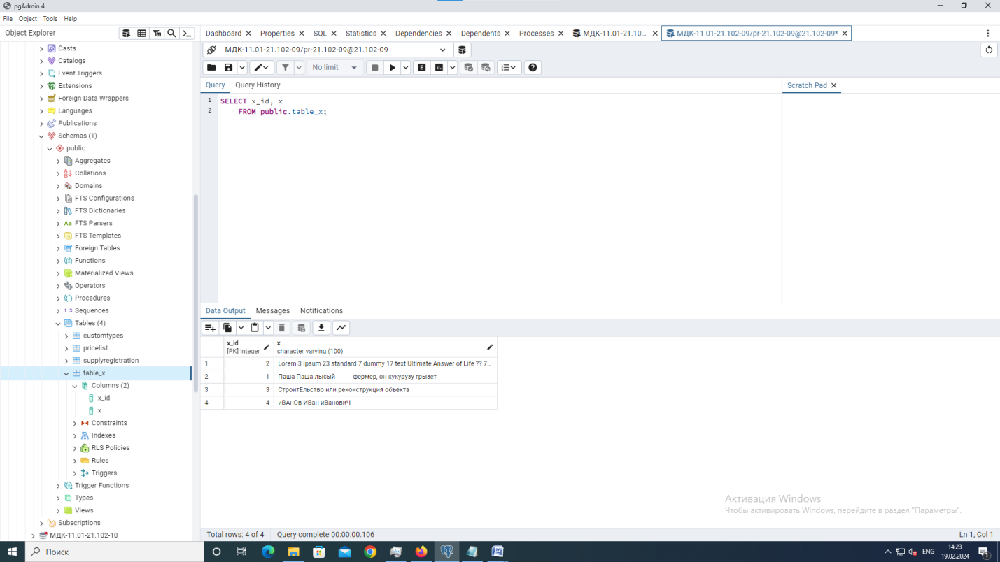 pgAdmin 4
File Object Tools Help
Object Explorer
Dashboard Properties SQL Statistics Dependencies Dependents Processes МДК-11.01-21.10... МДК-11.01-21.102-09/pr-21.102-09@21.102-09*
МДК-11.01-21.102-09/pr-21.102-09@21.102-09
No limit
Query Query History
Scratch Pad
1 SELECT x_id, x
2 FROM public.table_x;
Casts
Catalogs
Event Triggers
Extensions
Foreign Data Wrappers
Languages
Publications
Schemas (1)
public
Aggregates
Collations
Domains
FTS Configurations
FTS Dictionaries
FTS Parsers
FTS Templates
Foreign Tables
Functions
Materialized Views
Operators
Procedures
Sequences
Tables (4)
customtypes
pricelist
supplyregistration
table_x
Columns (2)
x_id
x
Constraints
Indexes
RLS Policies
Rules
Triggers
Trigger Functions
Types
Views
Subscriptions
МДК-11.01-21.102-10
Data Output Messages Notifications
x_id x
[PK] integer character varying (100)
1 2 Lorem 3 Ipsum 23 standard 7 dummy 17 text Ultimate Answer of Life ?? 7...
2 1 Паша Паша лысый фермер, он кукурузу грызет
3 3 СтроитЕльство или реконструкция объекта
4 4 иВАнОв ИВан иВановиЧ
Активация Windows
Чтобы активировать Windows, перейдите в раздел "Параметры".
Total rows: 4 of 4 Query complete 00:00:00.106 Ln 1, Col 1
Поиск
ENG
14:23
19.02.2024
1